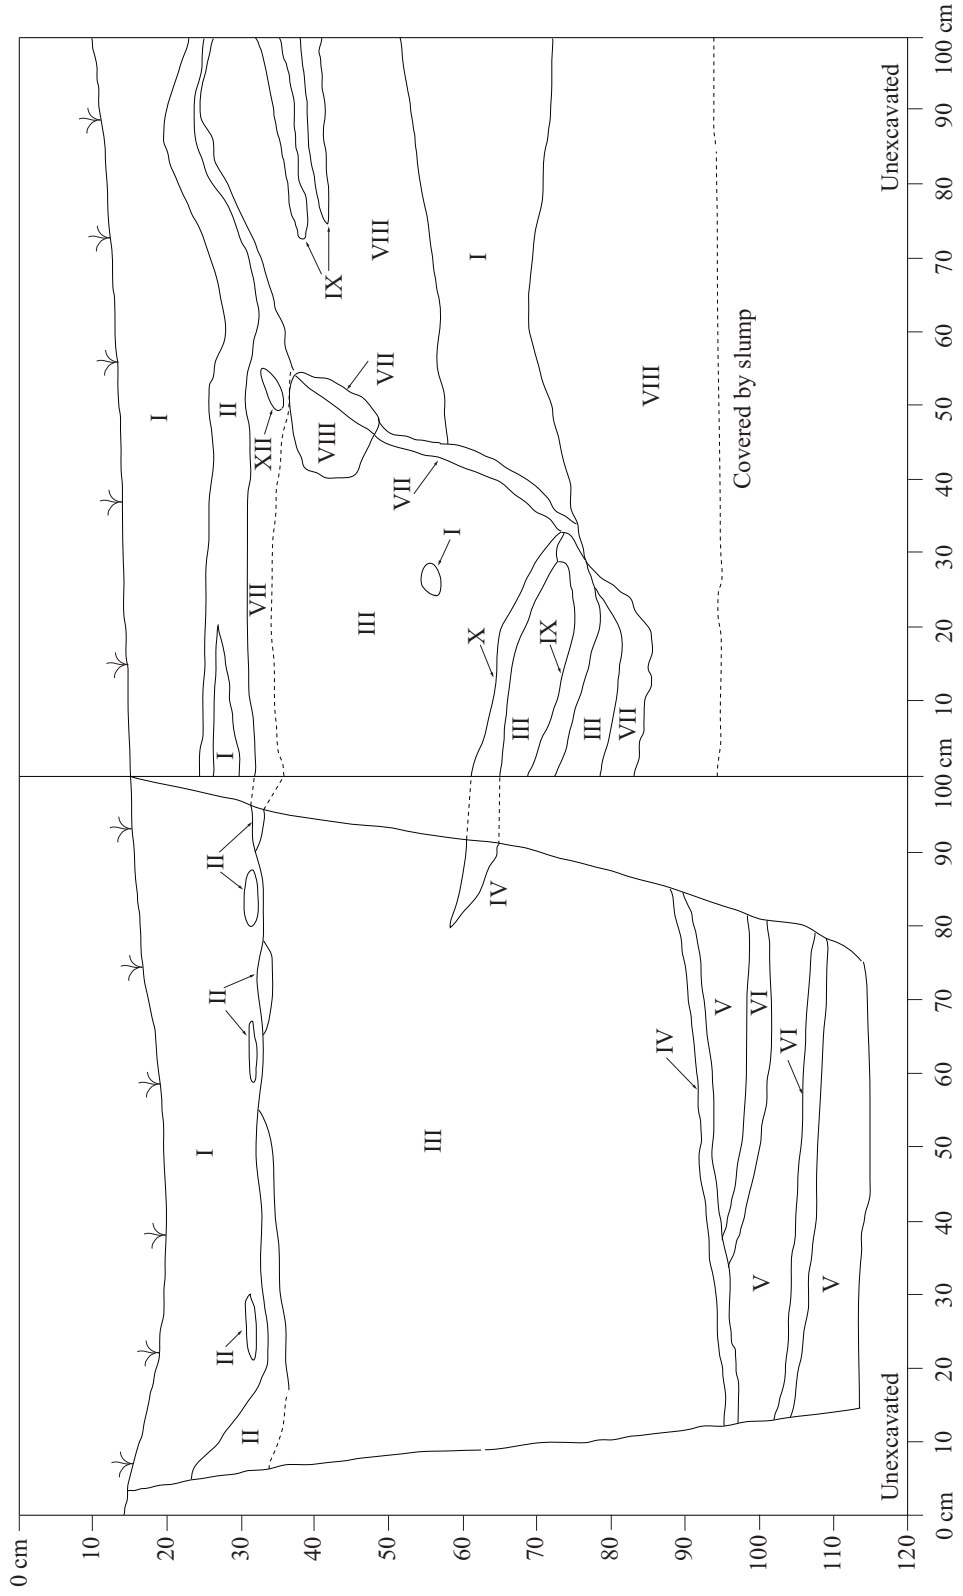 0 cm
10
I
20
I
II
II
II
I
II
30
II
VII
XII
40
VIII
IX
III
VII
VIII
50
VII
III
I
60
X
I
IV
III
70
IX
III
80
VII
VIII
IV
90
V
Covered by slump
100
V
VI
VI
110
V
Unexcavated
Unexcavated
120
0 cm 10 20 30 40 50 60 70 80 90 100 0 cm 10 20 30 40 50 60 70 80 90 100 cm